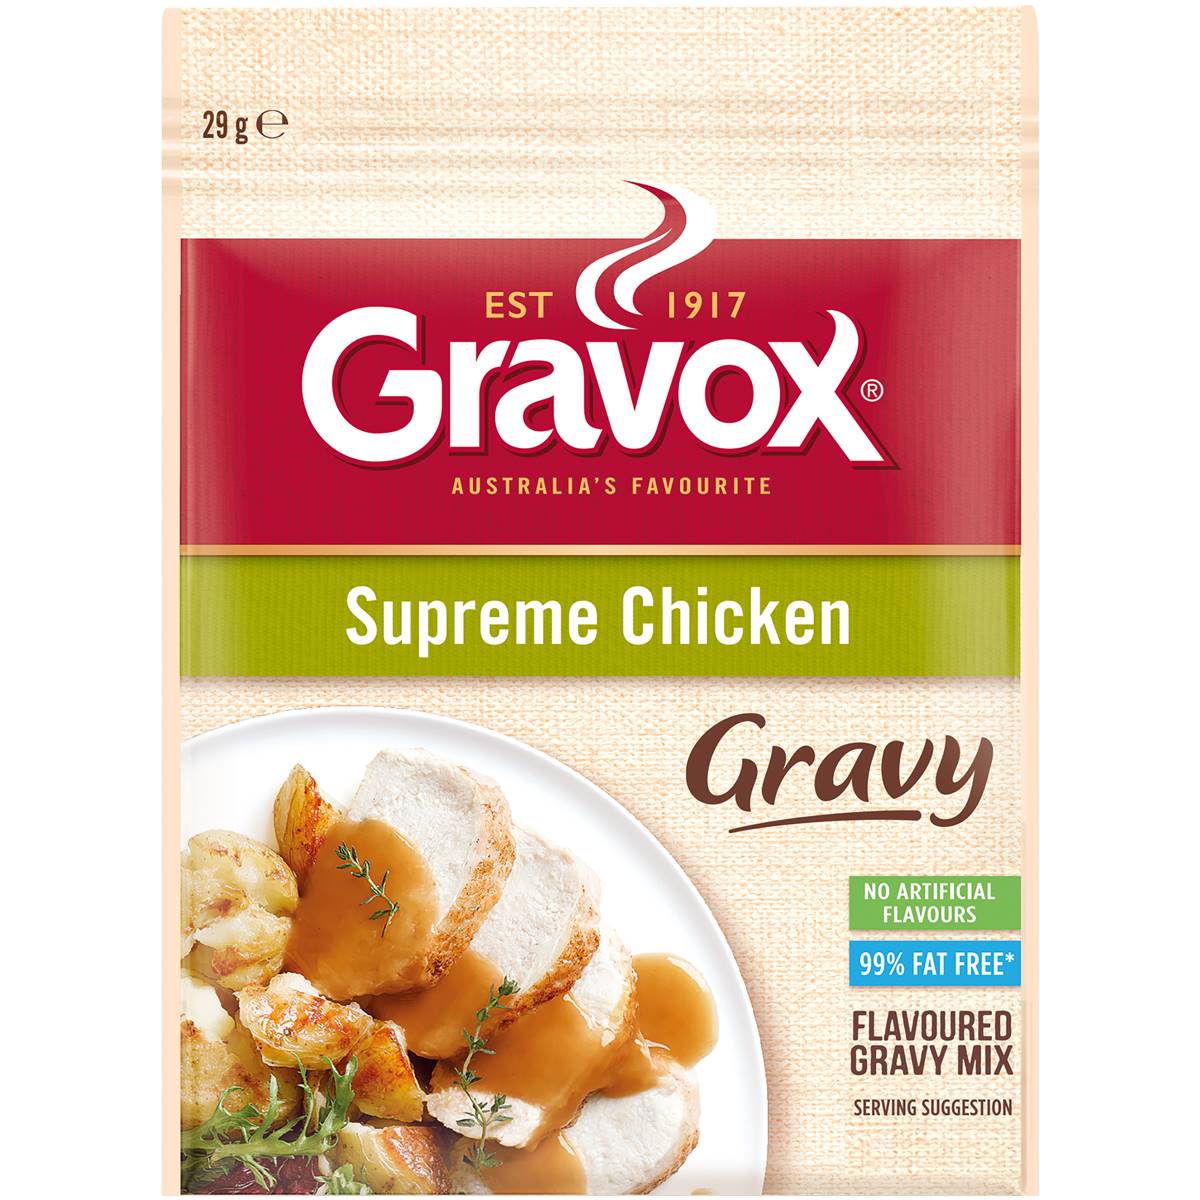 29 g ℮
EST 1917
Gravox®
AUSTRALIA'S FAVOURITE
Supreme Chicken
Gravy
NO ARTIFICIAL
FLAVOURS
99% FAT FREE*
FLAVOURED
GRAVY MIX
SERVING SUGGESTION